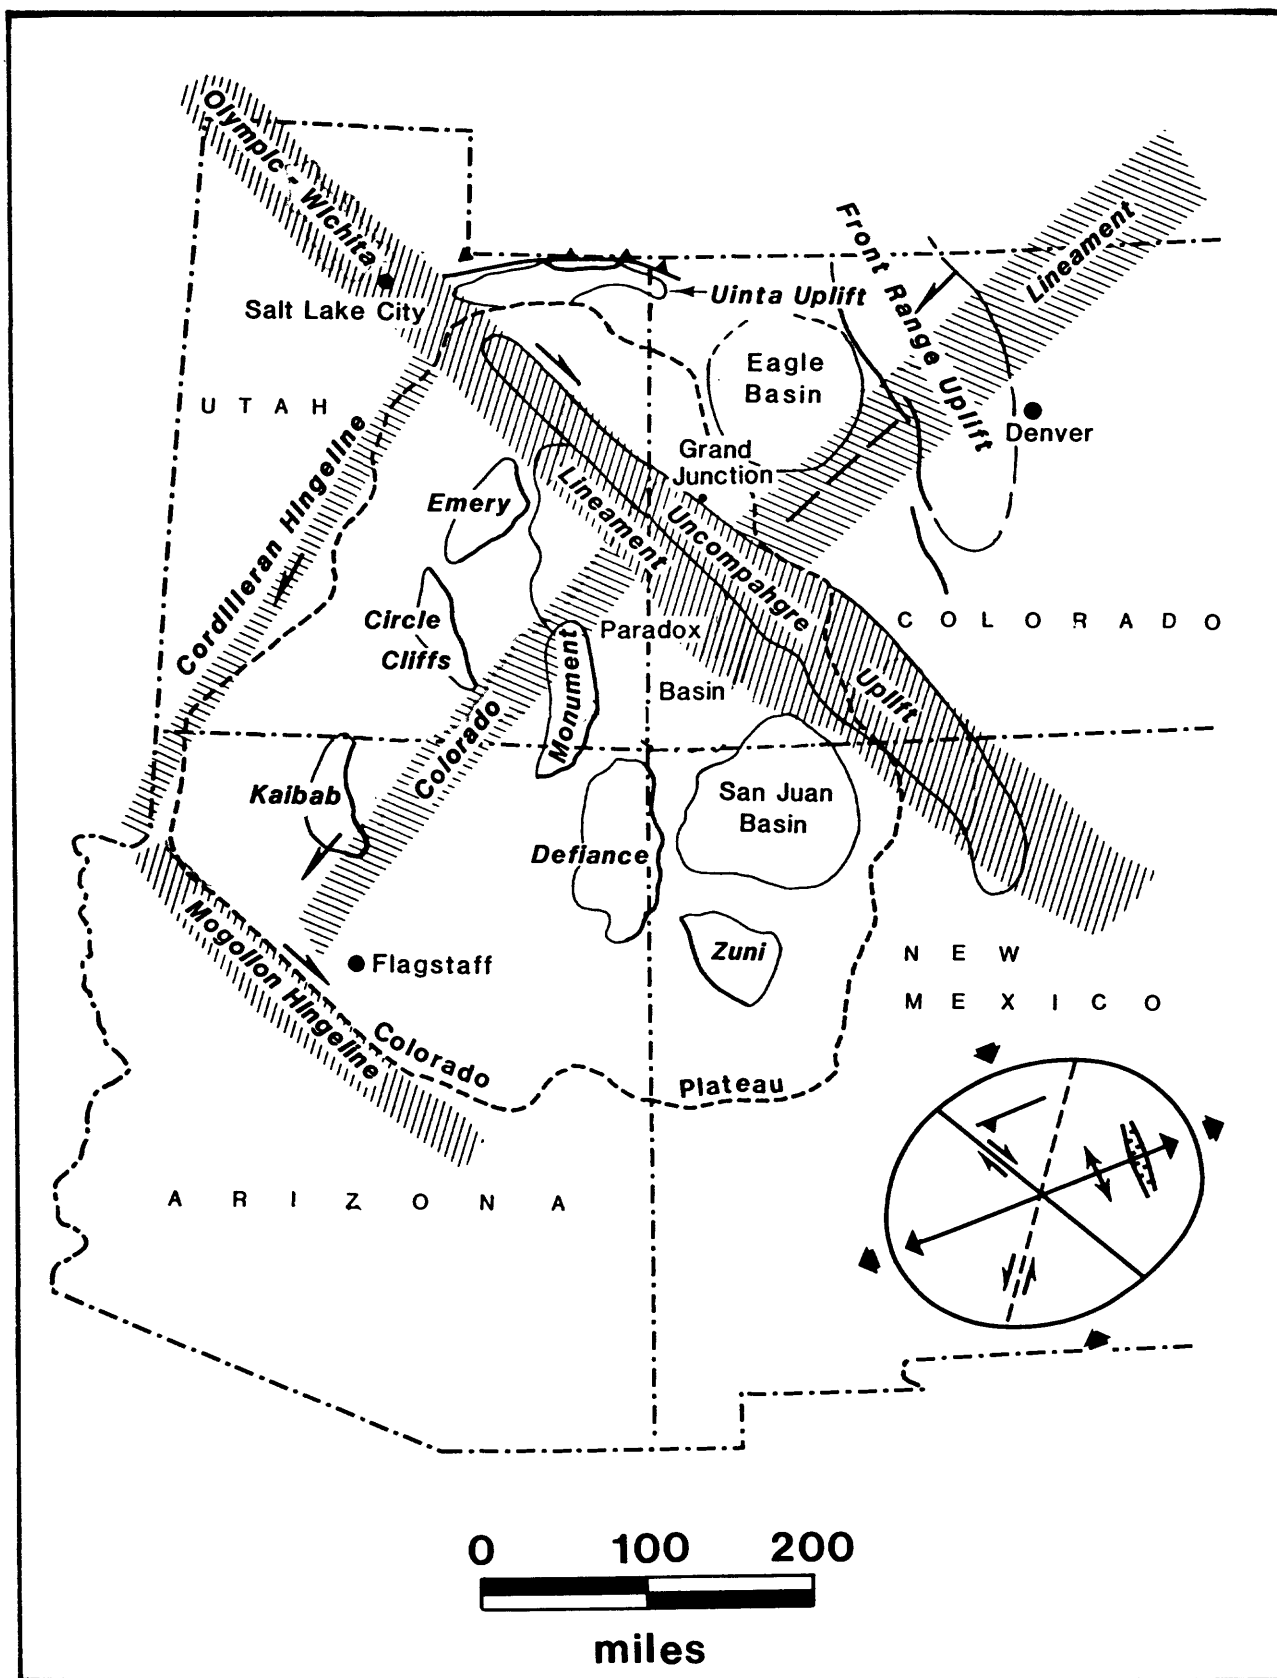 Olympic - Wichita
Lineament
Front Range Uplift
Salt Lake City
Uinta Uplift
Eagle
Basin
U T A H
Denver
Grand
Junction
Cordilleran Hingeline
Emery
Lineament
Uncompahgre
Uplift
Circle
Cliffs
Paradox
Basin
C O L O R A D O
Monument
Colorado
Kaibab
San Juan
Basin
Defiance
Zuni
Mogollon Hingeline
Flagstaff
N E W
M E X I C O
Colorado
Plateau
A R I Z O N A
0 100 200
miles